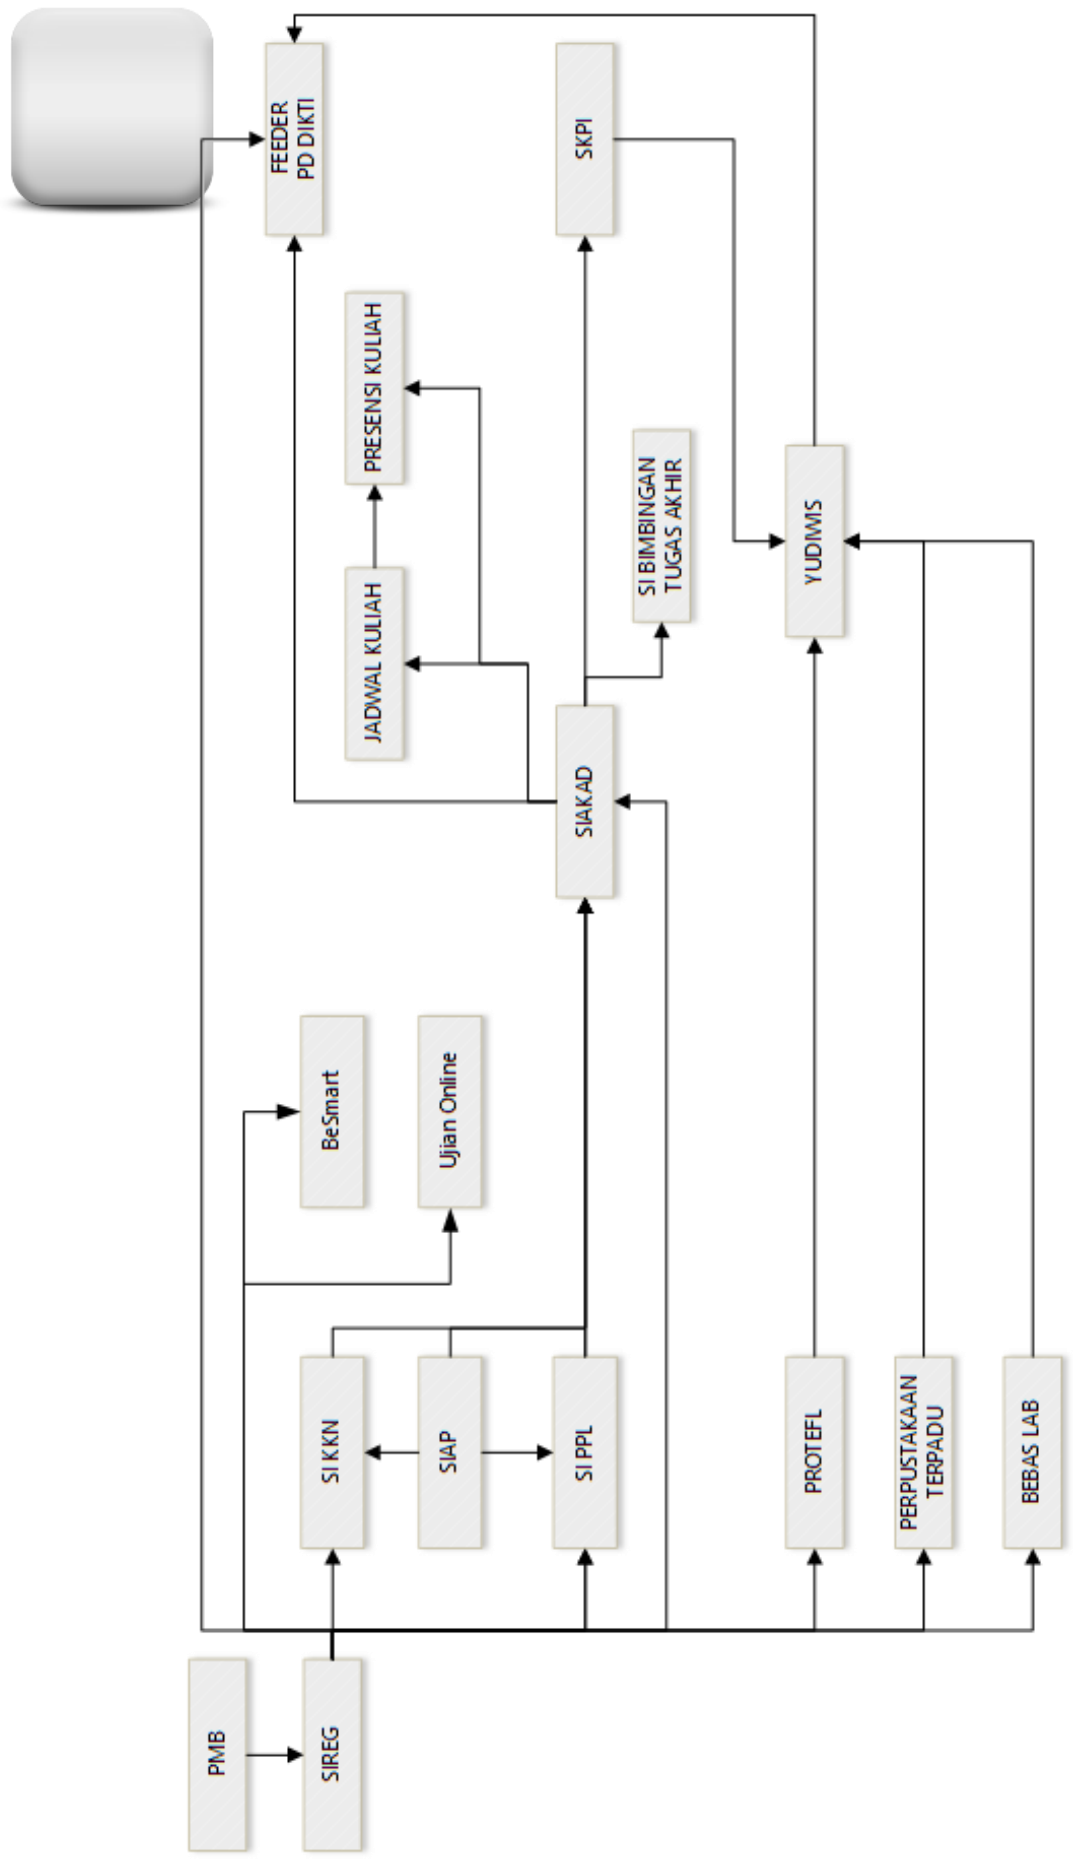 PMB
SIREG
SI KKN
SIAP
SI PPL
PROTEFL
PERPUSTAKAAN
TERPADU
BEBAS LAB
BeSmart
Ujian Online
SIAKAD
JADWAL KULIAH
PRESENSI KULIAH
SI BIMBINGAN
TUGAS AKHIR
YUDIWIS
FEEDER
PD DIKTI
SKPI